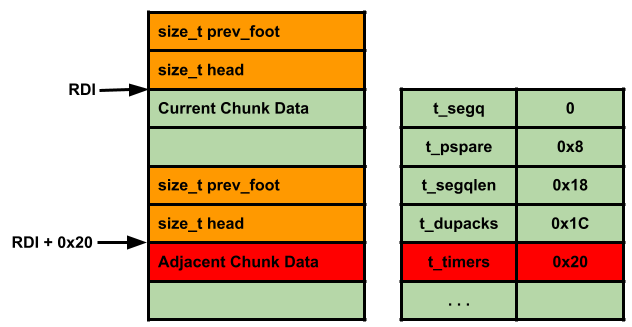 size_t prev_foot
size_t head
RDI
Current Chunk Data
size_t prev_foot
size_t head
RDI + 0x20
Adjacent Chunk Data
t_segq 0
t_pspare 0x8
t_segqlen 0x18
t_dupacks 0x1C
t_timers 0x20
. . .